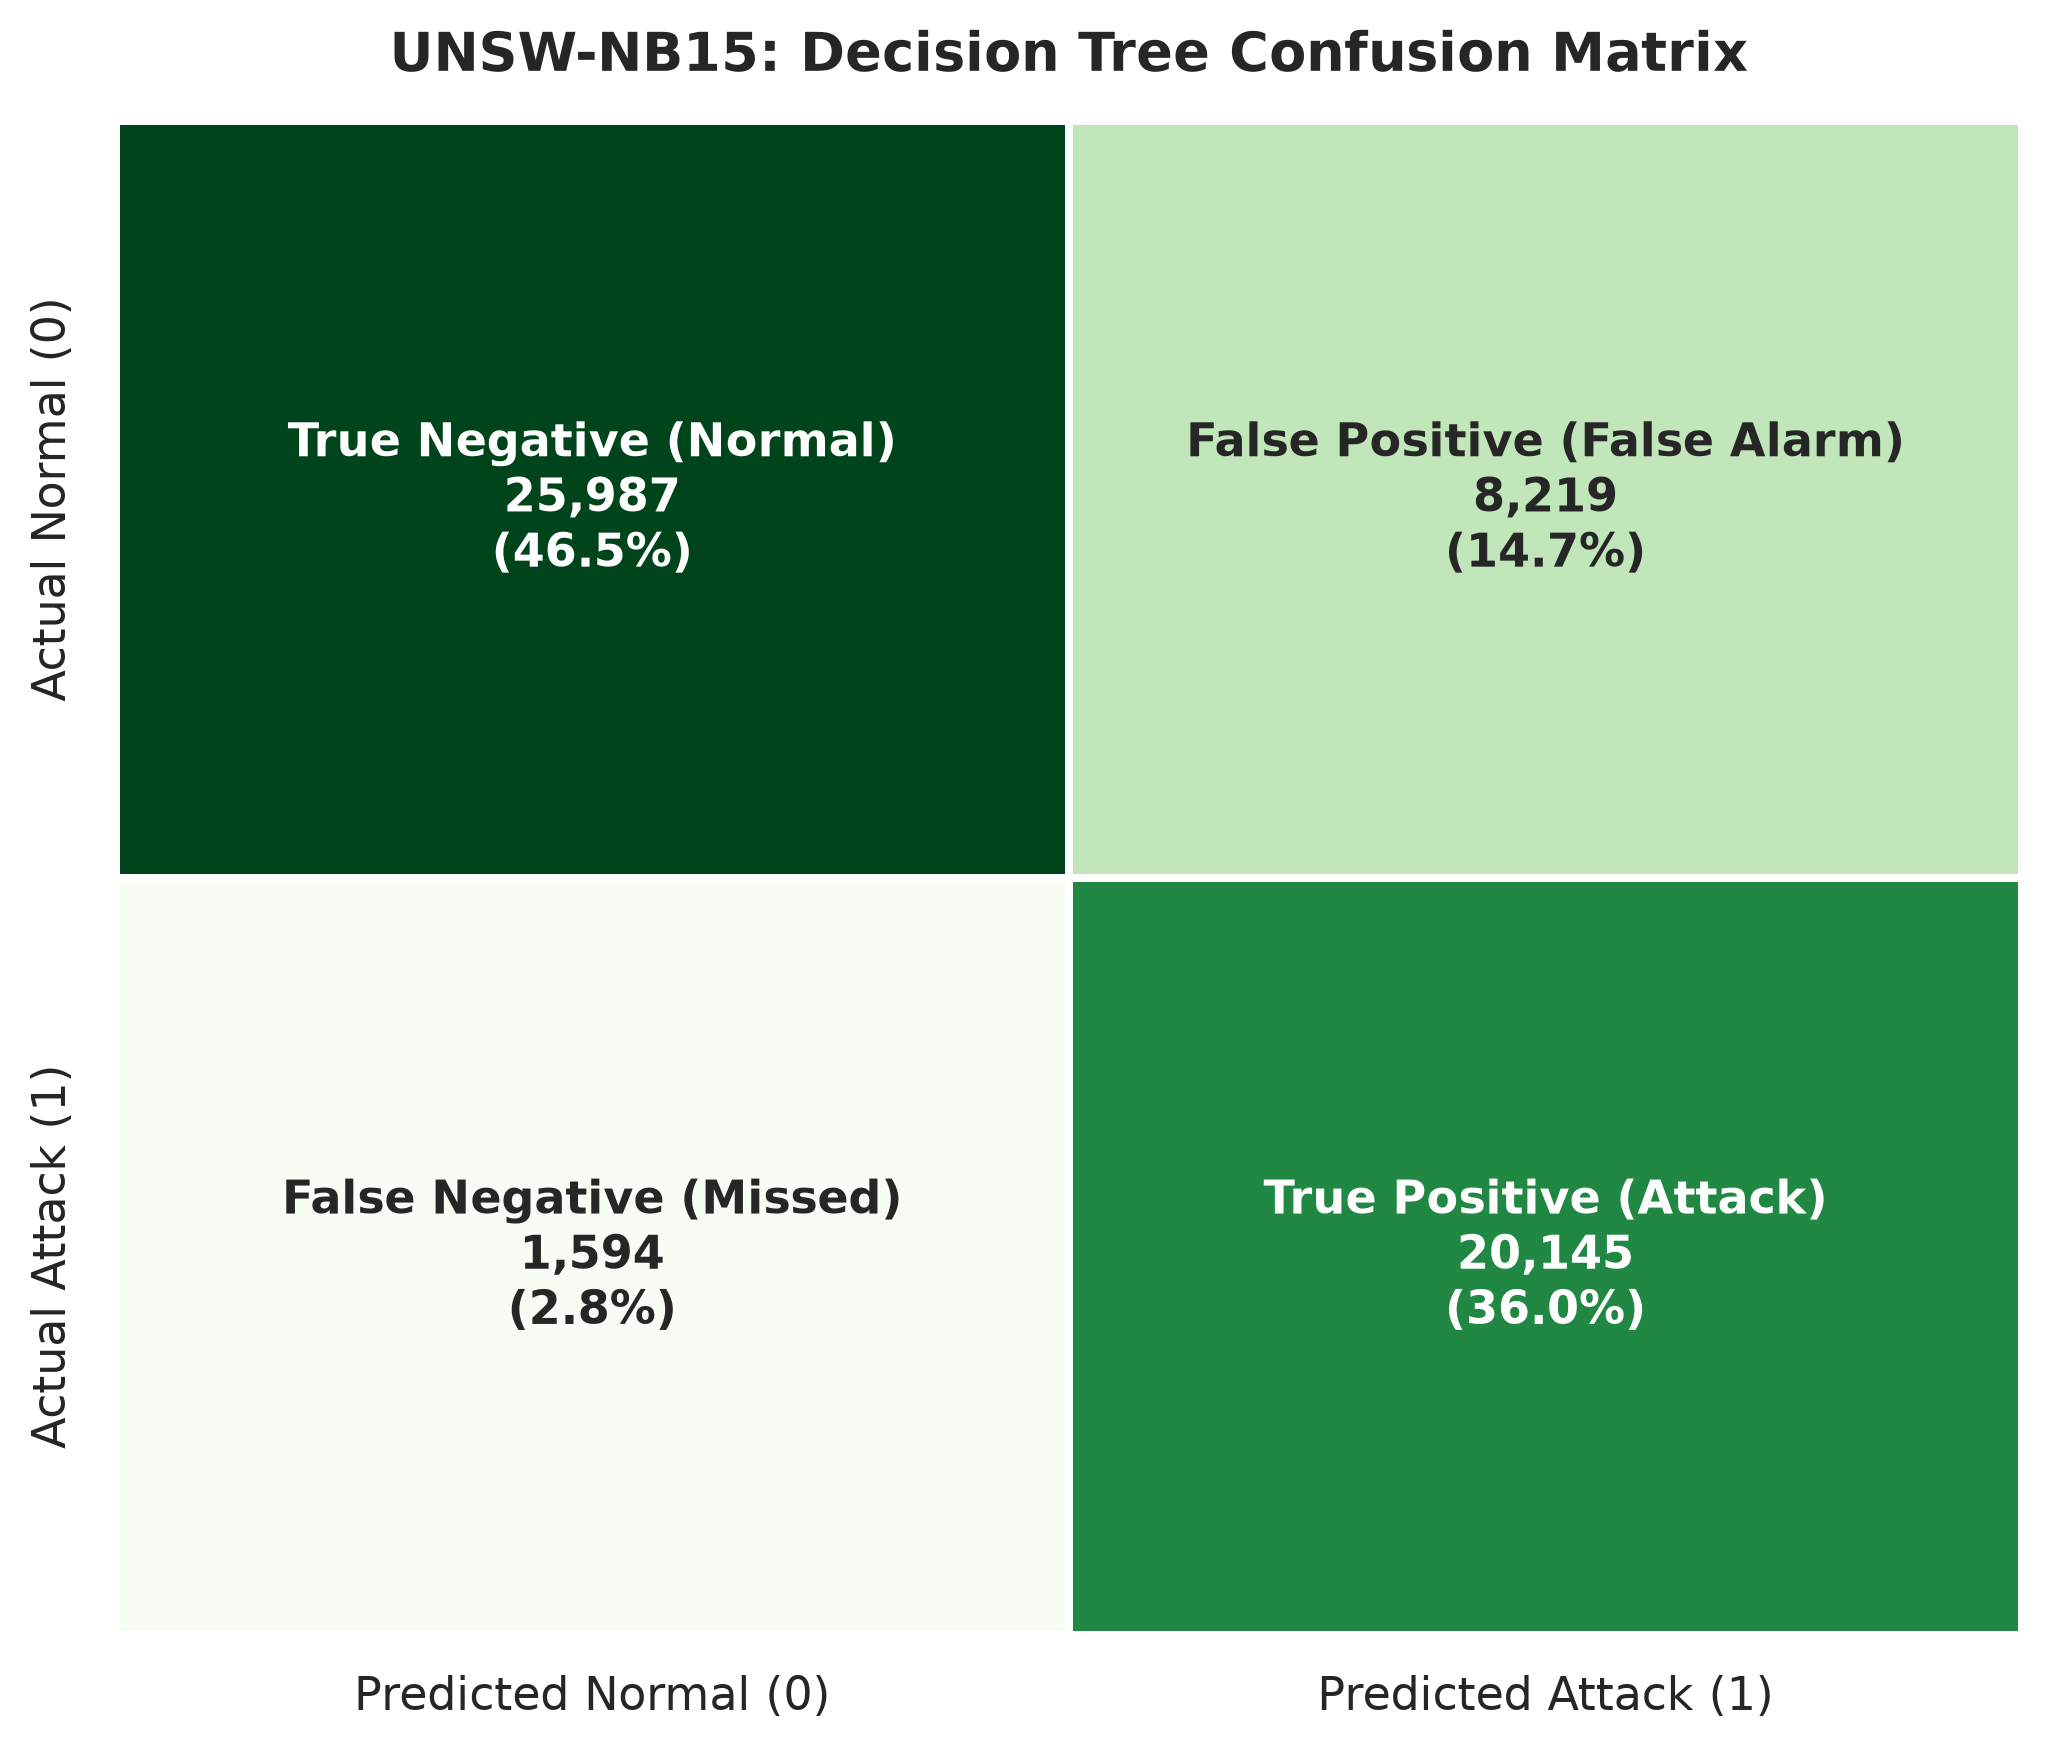 UNSW-NB15: Decision Tree Confusion Matrix
Actual Normal (0)
True Negative (Normal)
25,987
(46.5%)
False Positive (False Alarm)
8,219
(14.7%)
Actual Attack (1)
False Negative (Missed)
1,594
(2.8%)
True Positive (Attack)
20,145
(36.0%)
Predicted Normal (0)
Predicted Attack (1)